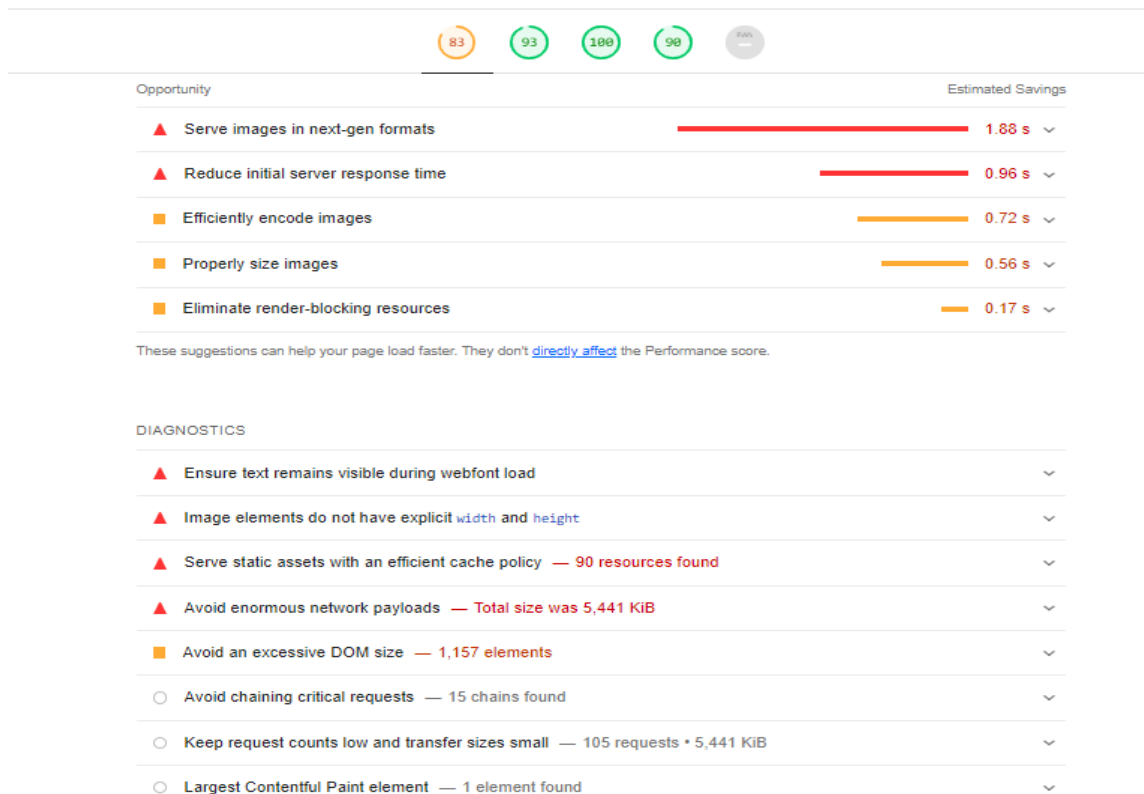 83 93 100 90 PWA
Opportunity Estimated Savings
Serve images in next-gen formats 1.88 s
Reduce initial server response time 0.96 s
Efficiently encode images 0.72 s
Properly size images 0.56 s
Eliminate render-blocking resources 0.17 s
These suggestions can help your page load faster. They don't directly affect the Performance score.
DIAGNOSTICS
Ensure text remains visible during webfont load
Image elements do not have explicit width and height
Serve static assets with an efficient cache policy — 90 resources found
Avoid enormous network payloads — Total size was 5,441 KiB
Avoid an excessive DOM size — 1,157 elements
Avoid chaining critical requests — 15 chains found
Keep request counts low and transfer sizes small — 105 requests • 5,441 KiB
Largest Contentful Paint element — 1 element found